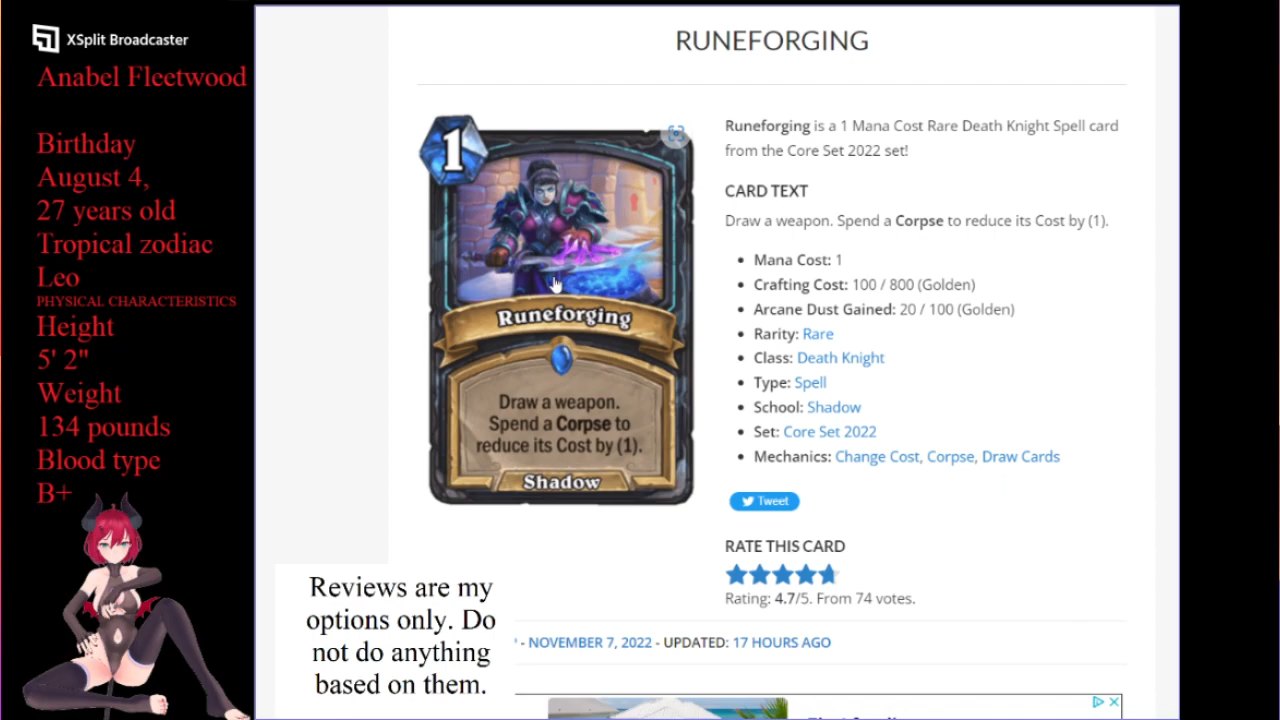 XSplit Broadcaster
Anabel Fleetwood
Birthday
August 4,
27 years old
Tropical zodiac
Leo
PHYSICAL CHARACTERISTICS
Height
5' 2"
Weight
134 pounds
Blood type
B+
RUNEFORGING
1
Runeforging
Draw a weapon.
Spend a Corpse to
reduce its Cost by (1).
Shadow
Runeforging is a 1 Mana Cost Rare Death Knight Spell card
from the Core Set 2022 set!
CARD TEXT
Draw a weapon. Spend a Corpse to reduce its Cost by (1).
Mana Cost: 1
Crafting Cost: 100 / 800 (Golden)
Arcane Dust Gained: 20 / 100 (Golden)
Rarity: Rare
Class: Death Knight
Type: Spell
School: Shadow
Set: Core Set 2022
Mechanics: Change Cost, Corpse, Draw Cards
Tweet
RATE THIS CARD
Rating: 4.7/5. From 74 votes.
Reviews are my
options only. Do
not do anything
based on them.
- NOVEMBER 7, 2022 - UPDATED: 17 HOURS AGO